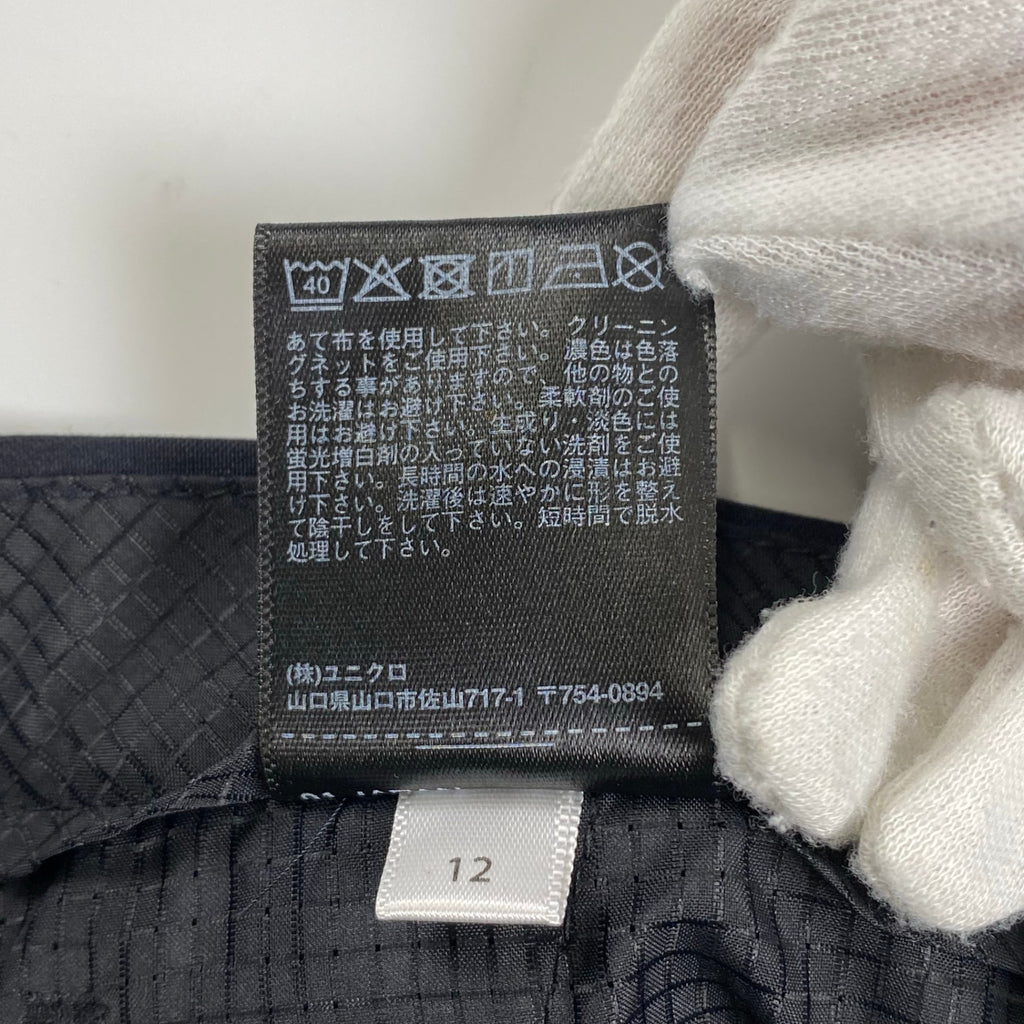 40
あて布を使用して下さい。クリーニン
グネットをご使用下さい。濃色は色落
ちする事がありますので、他の物との
お洗濯はお避け下さい。柔軟剤のご使
用はお避け下さい。生成り・淡色には
蛍光増白剤の入っていない洗剤をご使
用下さい。長時間の水への浸漬はお避
け下さい。洗濯後は速やかに形を整え
て陰干しをして下さい。短時間で脱水
処理して下さい。
(株)ユニクロ
山口県山口市佐山717-1 〒754-0894
12